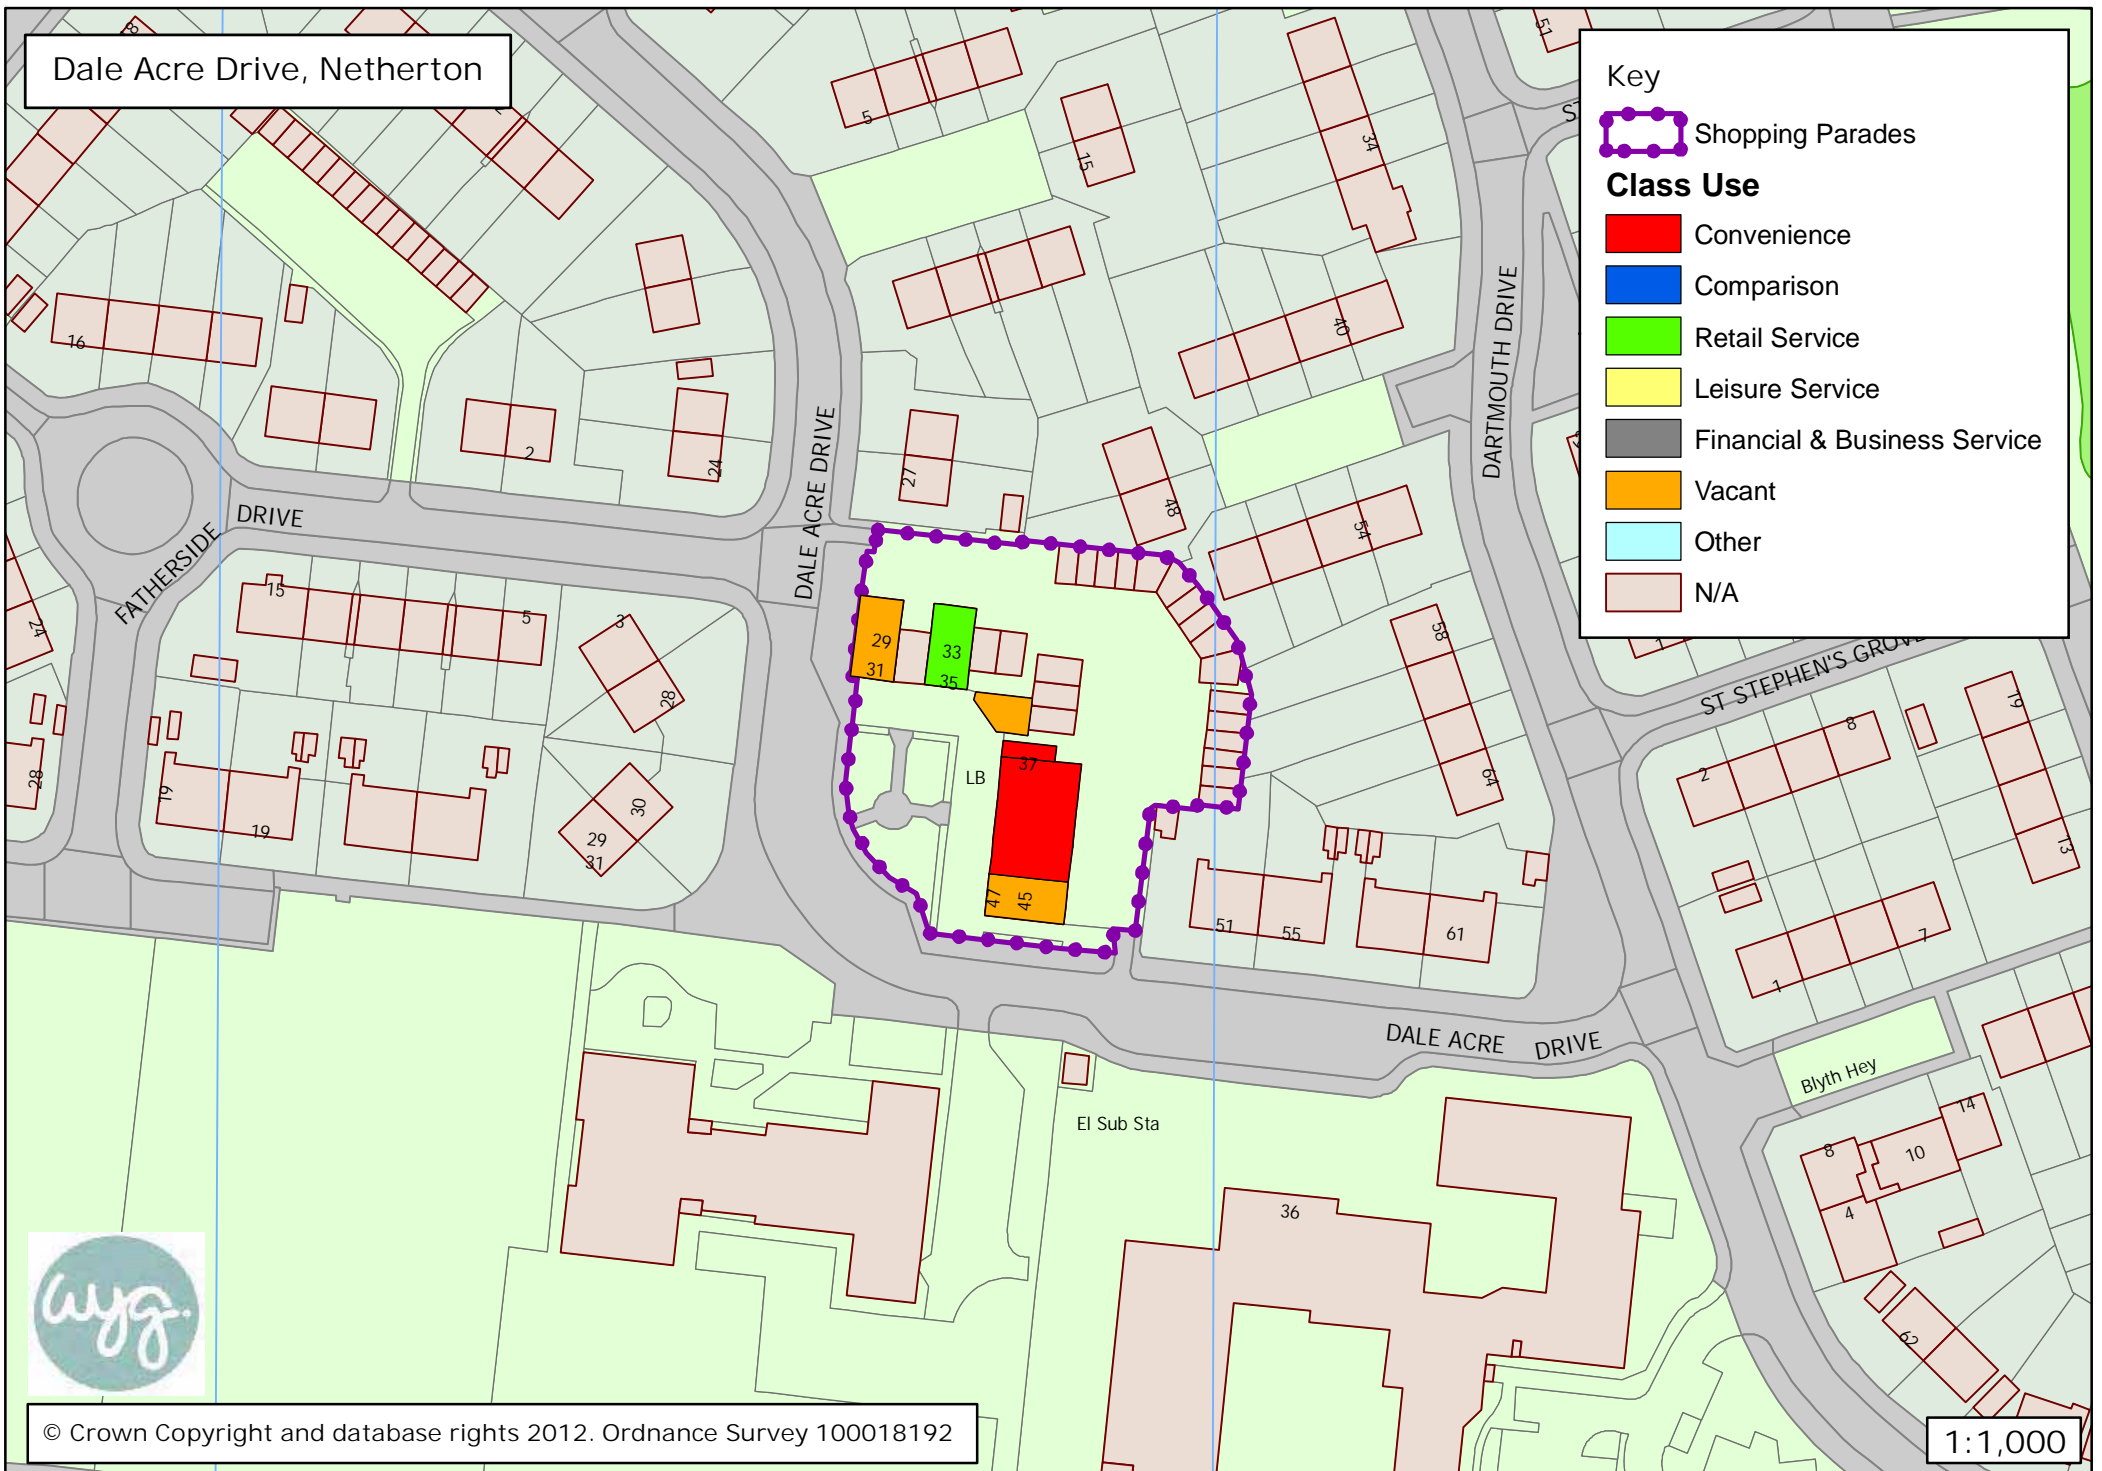 Dale Acre Drive, Netherton
Key
Shopping Parades
Class Use
Convenience
Comparison
Retail Service
Leisure Service
Financial & Business Service
Vacant
Other
N/A
18
5
15
34
51
16
2
24
27
40
48
54
DALE ACRE DRIVE
DARTMOUTH DRIVE
FATHERSIDE DRIVE
15
5
3
28
24
28
19
19
29
31
30
29
31
33
35
37
LB
47
45
58
64
51
55
61
ST STEPHEN'S GROVE
1
2
8
19
13
1
7
DALE ACRE DRIVE
Blyth Hey
El Sub Sta
36
8
10
14
4
62
ayg.
© Crown Copyright and database rights 2012. Ordnance Survey 100018192
1:1,000